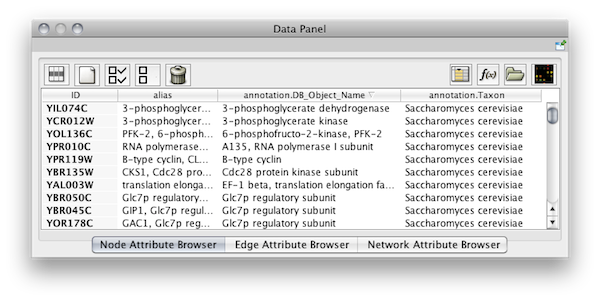 Data Panel
f(x)
ID alias annotation.DB_Object_Name annotation.Taxon
YIL074C 3-phosphoglycer... 3-phosphoglycerate dehydrogenase Saccharomyces cerevisiae
YCR012W 3-phosphoglycer... 3-phosphoglycerate kinase Saccharomyces cerevisiae
YOL136C PFK-2, 6-phosph... 6-phosphofructo-2-kinase, PFK-2 Saccharomyces cerevisiae
YPR010C RNA polymerase... A135, RNA polymerase I subunit Saccharomyces cerevisiae
YPR119W B-type cyclin, CL... B-type cyclin Saccharomyces cerevisiae
YBR135W CKS1, Cdc28 pro... Cdc28 protein kinase subunit Saccharomyces cerevisiae
YAL003W translation elonga... EF-1 beta, translation elongation fa... Saccharomyces cerevisiae
YBR050C Glc7p regulatory... Glc7p regulatory subunit Saccharomyces cerevisiae
YBR045C GIP1, Glc7p regul... Glc7p regulatory subunit Saccharomyces cerevisiae
YOR178C GAC1, Glc7p reg... Glc7p regulatory subunit Saccharomyces cerevisiae
Node Attribute Browser Edge Attribute Browser Network Attribute Browser